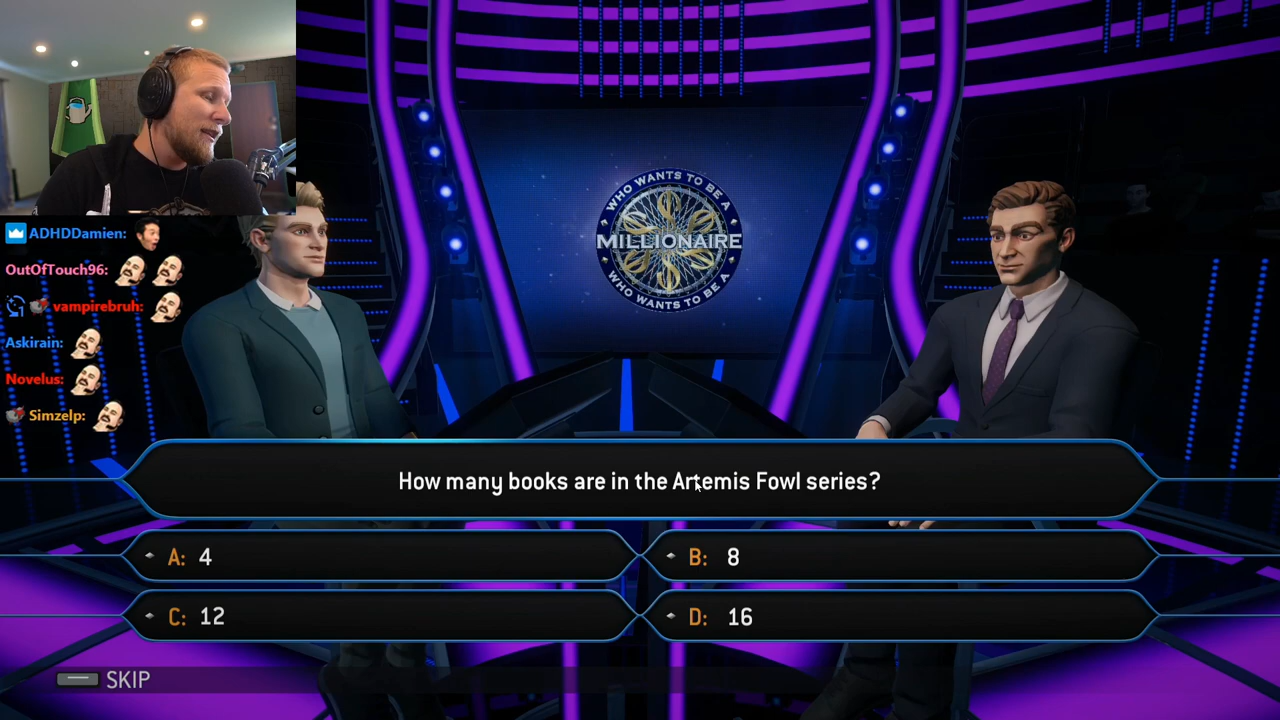 WHO WANTS TO BE A
MILLIONAIRE
WHO WANTS TO BE A
ADHDDamien:
OutOfTouch96:
vampirebruh:
Askirain:
Novelus:
Simzelp:
How many books are in the Artemis Fowl series?
A: 4
B: 8
C: 12
D: 16
SKIP